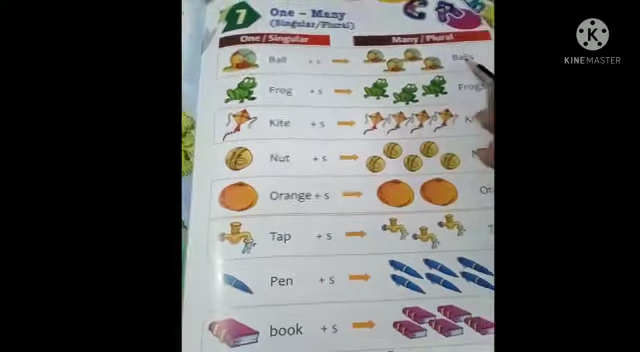 7 One - Many
(Singular/Plural)
One / Singular Many / Plural
Ball + s Balls
Frog + s Frogs
Kite + s
Nut + s
Orange + s
Tap + s
Pen + s
book + s
KINEMASTER